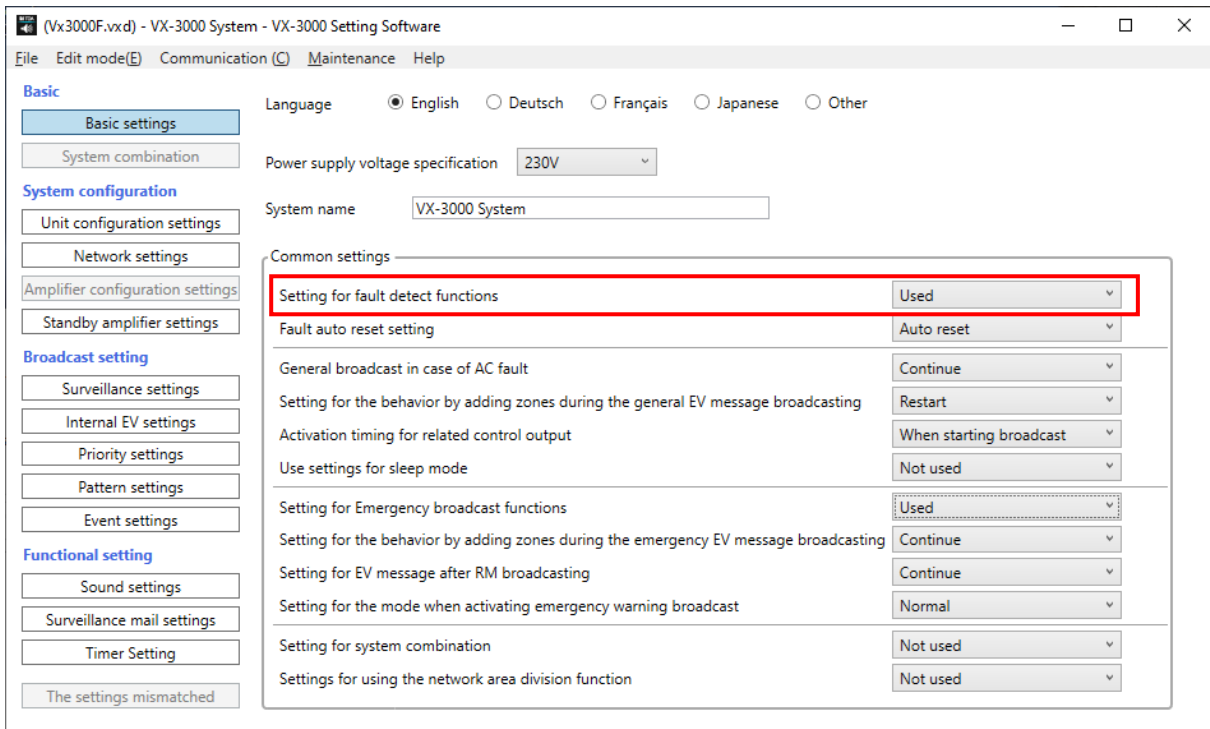 (Vx3000F.vxd) - VX-3000 System - VX-3000 Setting Software
File Edit mode(E) Communication (C) Maintenance Help
Basic
Basic settings
System combination
System configuration
Unit configuration settings
Network settings
Amplifier configuration settings
Standby amplifier settings
Broadcast setting
Surveillance settings
Internal EV settings
Priority settings
Pattern settings
Event settings
Functional setting
Sound settings
Surveillance mail settings
Timer Setting
The settings mismatched
Language English Deutsch Français Japanese Other
Power supply voltage specification 230V
System name VX-3000 System
Common settings
Setting for fault detect functions Used
Fault auto reset setting Auto reset
General broadcast in case of AC fault Continue
Setting for the behavior by adding zones during the general EV message broadcasting Restart
Activation timing for related control output When starting broadcast
Use settings for sleep mode Not used
Setting for Emergency broadcast functions Used
Setting for the behavior by adding zones during the emergency EV message broadcasting Continue
Setting for EV message after RM broadcasting Continue
Setting for the mode when activating emergency warning broadcast Normal
Setting for system combination Not used
Settings for using the network area division function Not used